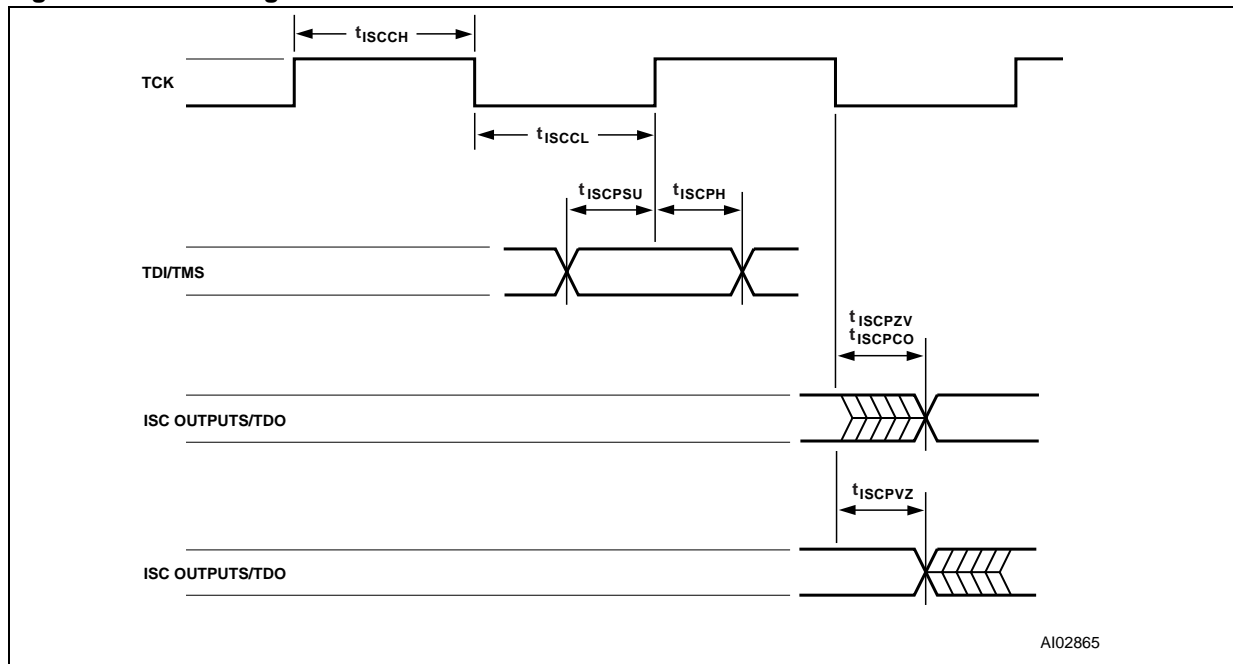 tISCCH
TCK
tISCCL
tISCPSU
tISCPH
TDI/TMS
tISCPZV
tISCPCO
ISC OUTPUTS/TDO
tISCPVZ
ISC OUTPUTS/TDO
AI02865